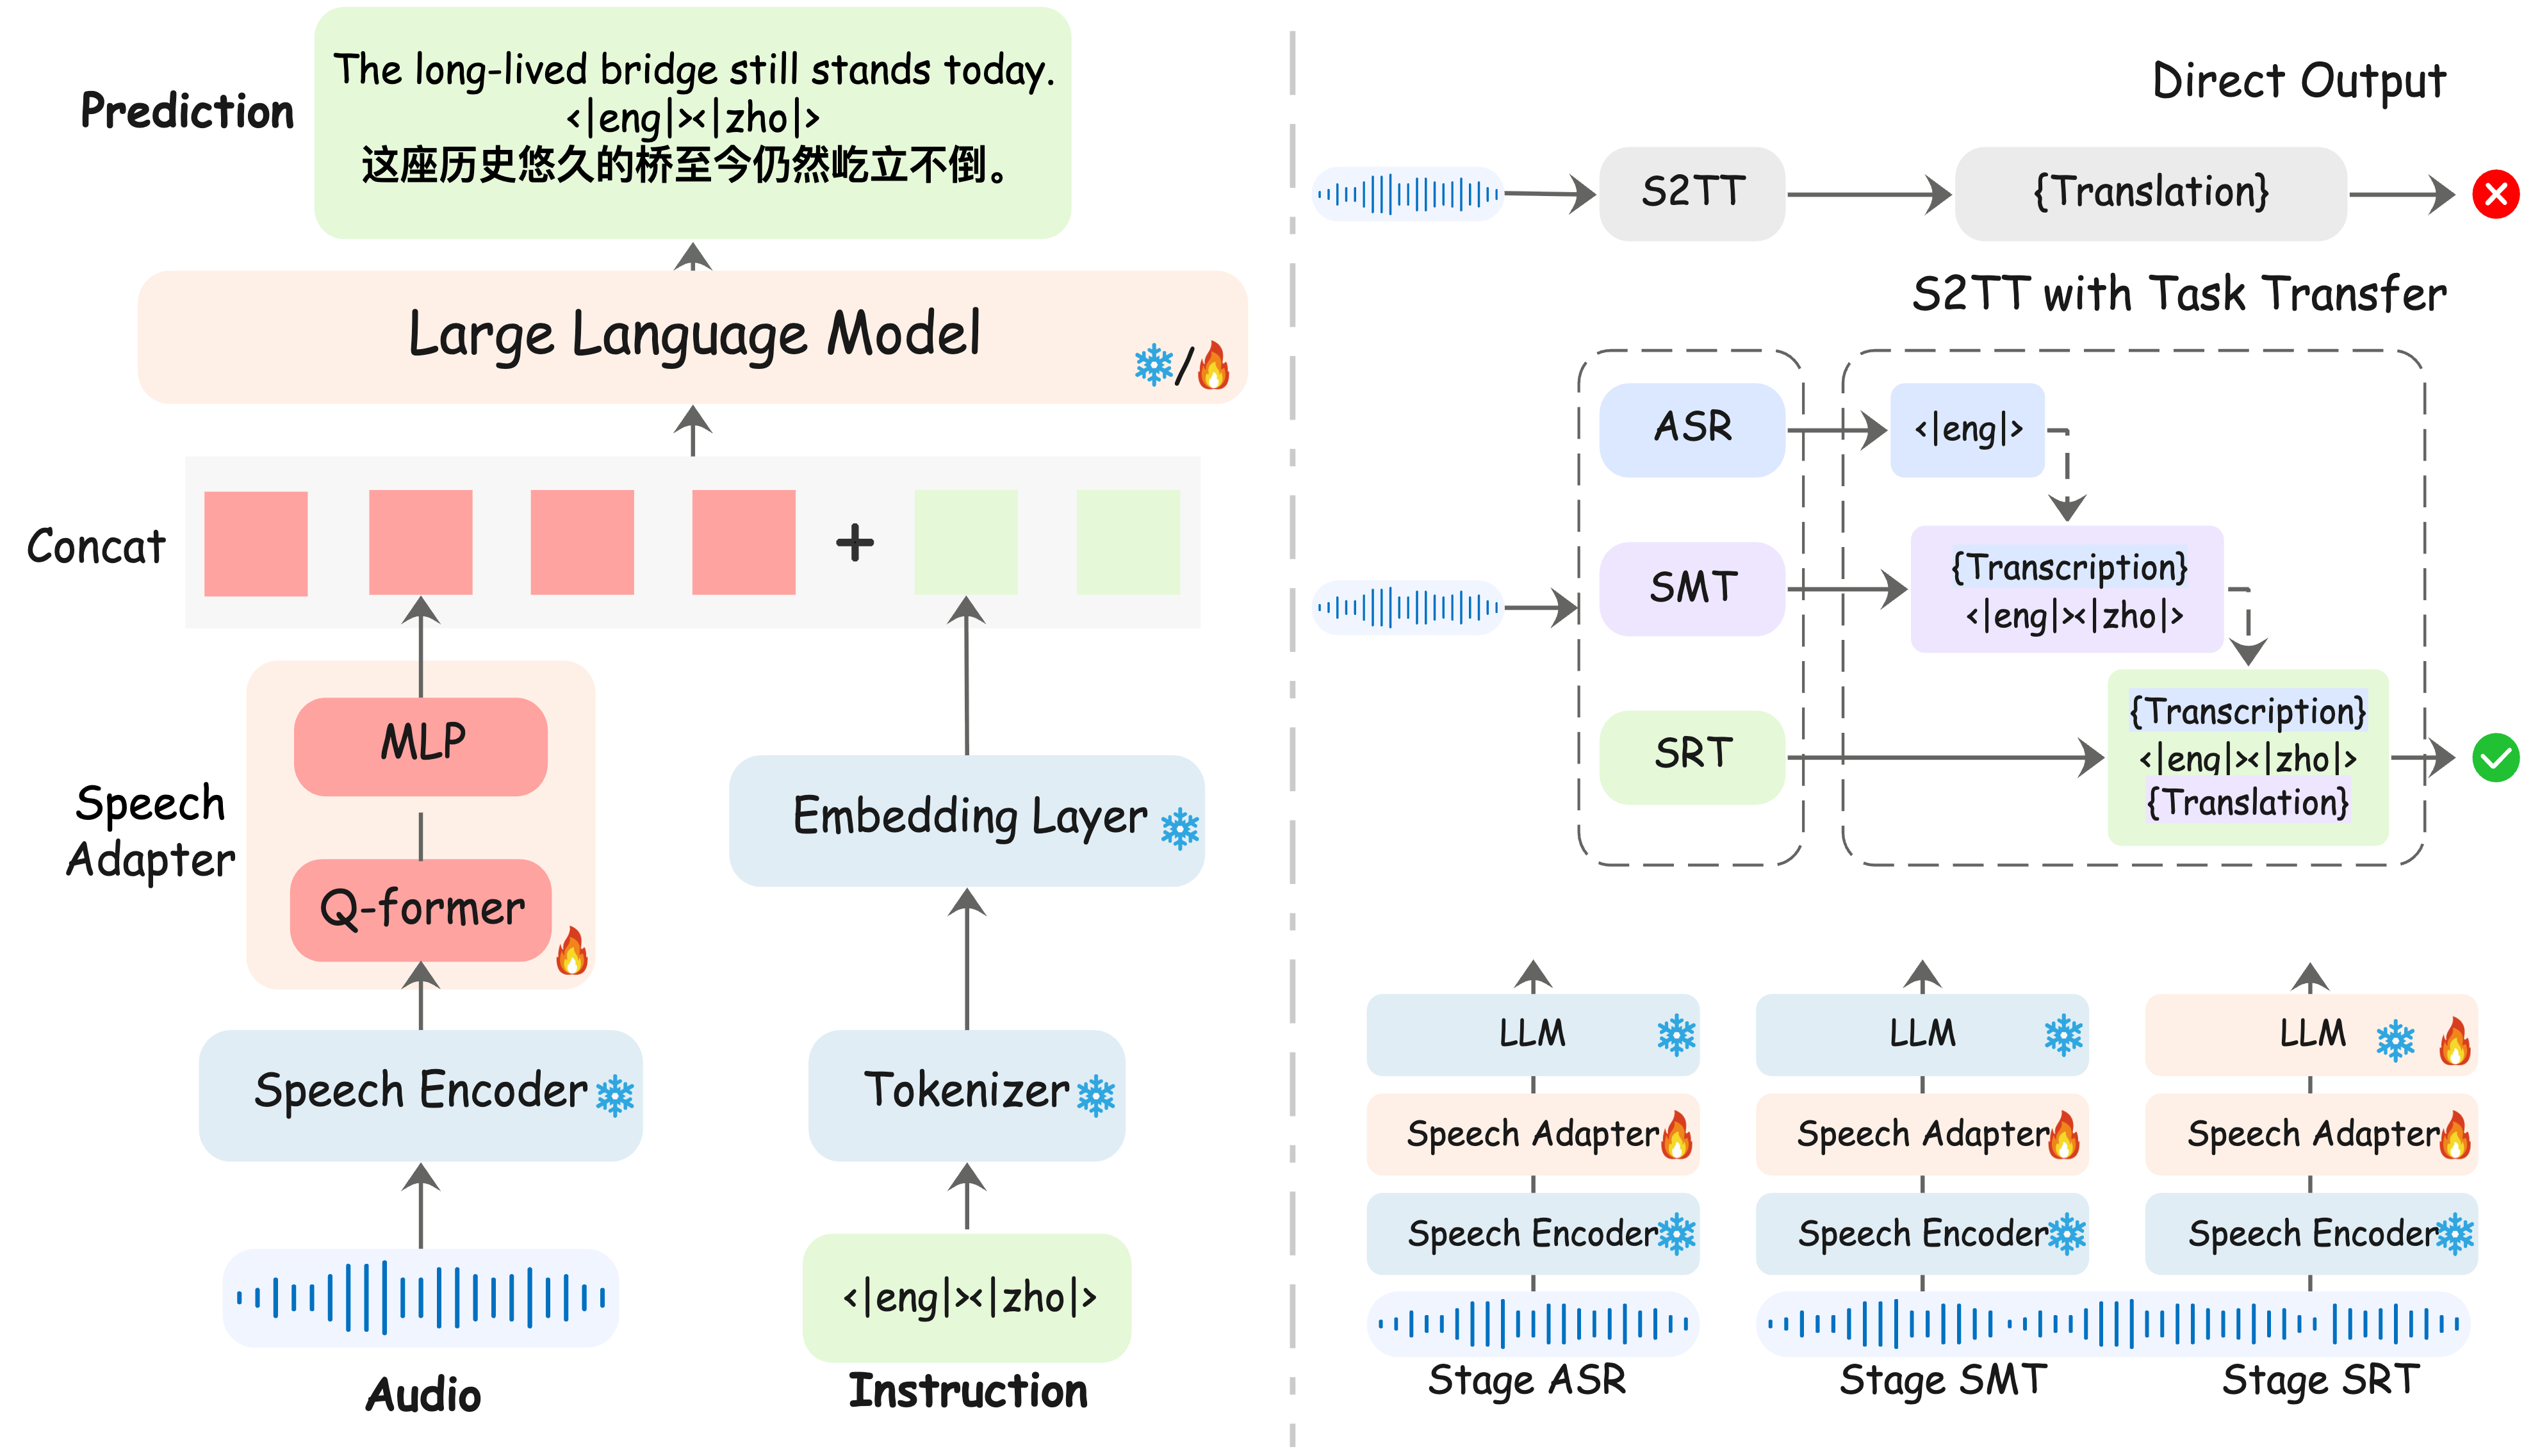 Prediction
The long-lived bridge still stands today.
<|eng|><|zho|>
这座历史悠久的桥至今仍然屹立不倒。
Large Language Model
/
Concat
+
Speech
Adapter
MLP
Q-former
Embedding Layer
Speech Encoder
Tokenizer
<|eng|><|zho|>
Audio
Instruction
Direct Output
S2TT
{Translation}
S2TT with Task Transfer
ASR
<|eng|>
SMT
{Transcription}
<|eng|><|zho|>
SRT
{Transcription}
<|eng|><|zho|>
{Translation}
LLM
Speech Adapter
Speech Encoder
Stage ASR
LLM
Speech Adapter
Speech Encoder
Stage SMT
LLM
Speech Adapter
Speech Encoder
Stage SRT